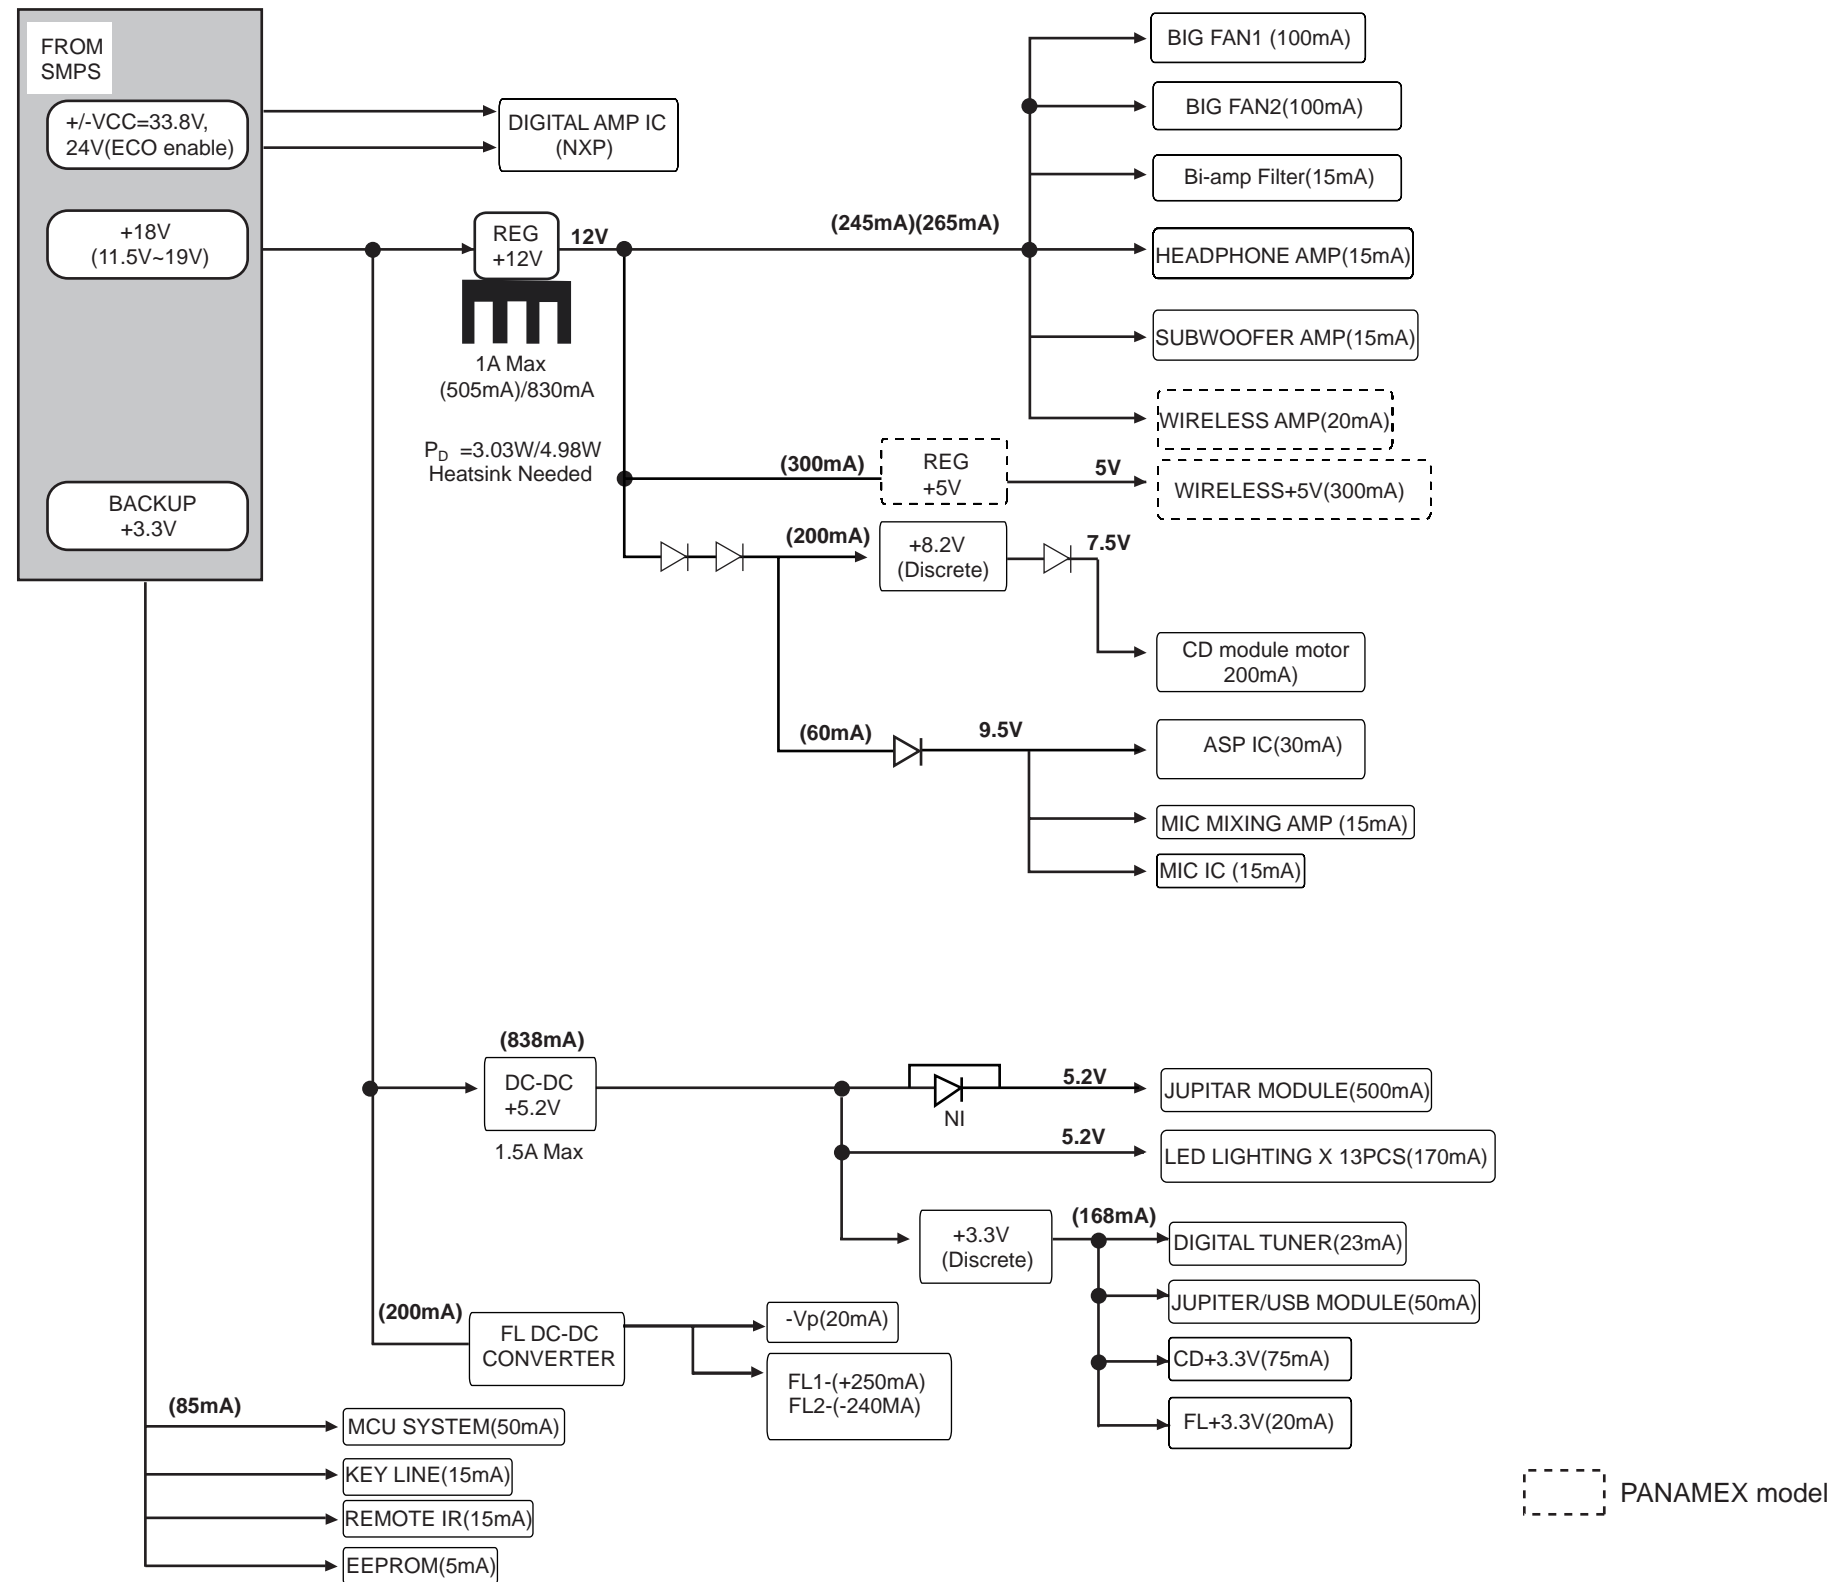 FROM
SMPS
+/-VCC=33.8V,
24V(ECO enable)
+18V
(11.5V~19V)
BACKUP
+3.3V
DIGITAL AMP IC
(NXP)
REG
+12V
12V
1A Max
(505mA)/830mA
PD =3.03W/4.98W
Heatsink Needed
(245mA)(265mA)
BIG FAN1 (100mA)
BIG FAN2(100mA)
Bi-amp Filter(15mA)
HEADPHONE AMP(15mA)
SUBWOOFER AMP(15mA)
WIRELESS AMP(20mA)
(300mA)
REG
+5V
5V
WIRELESS+5V(300mA)
(200mA)
+8.2V
(Discrete)
7.5V
CD module motor
200mA)
(60mA)
9.5V
ASP IC(30mA)
MIC MIXING AMP (15mA)
MIC IC (15mA)
(838mA)
DC-DC
+5.2V
1.5A Max
NI
5.2V
JUPITAR MODULE(500mA)
5.2V
LED LIGHTING X 13PCS(170mA)
+3.3V
(Discrete)
(168mA)
DIGITAL TUNER(23mA)
JUPITER/USB MODULE(50mA)
CD+3.3V(75mA)
FL+3.3V(20mA)
(200mA)
FL DC-DC
CONVERTER
-Vp(20mA)
FL1-(+250mA)
FL2-(-240MA)
(85mA)
MCU SYSTEM(50mA)
KEY LINE(15mA)
REMOTE IR(15mA)
EEPROM(5mA)
PANAMEX model